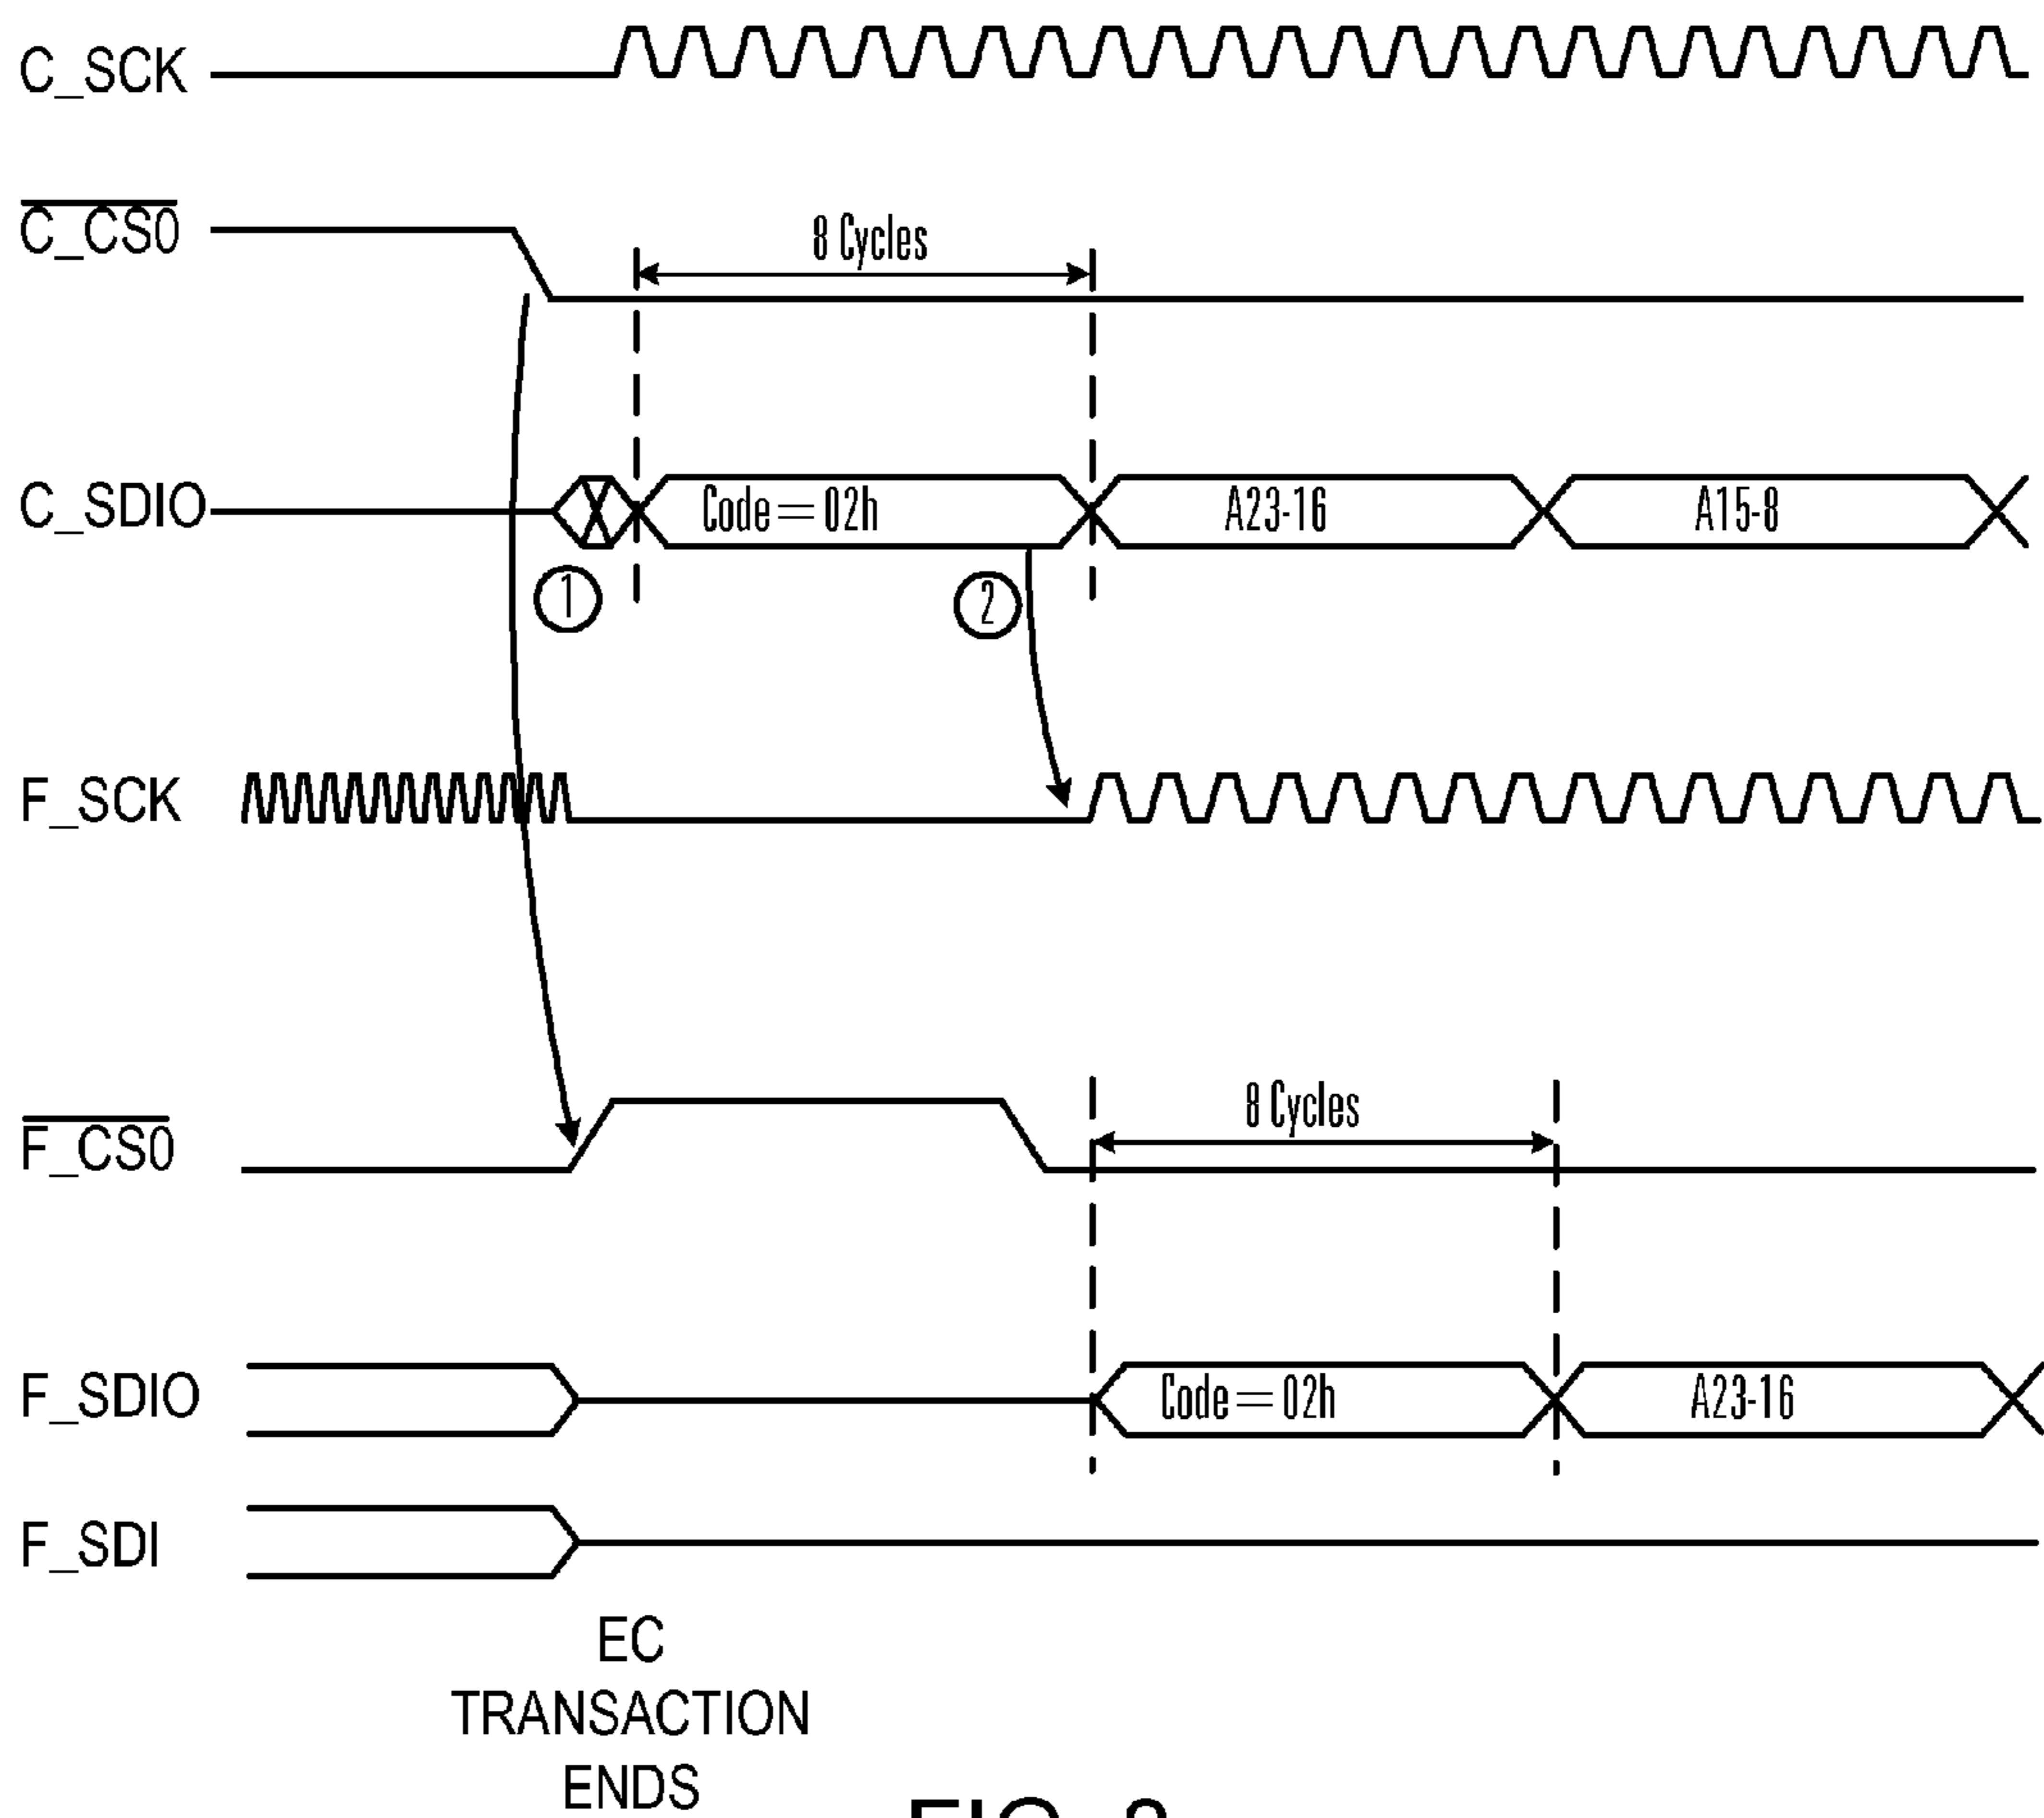 C_SCK
C_CS0
8 Cycles
C_SDIO
Code = 02h
A23-16
A15-8
1
2
F_SCK
F_CS0
8 Cycles
F_SDIO
Code = 02h
A23-16
F_SDI
EC
TRANSACTION
ENDS